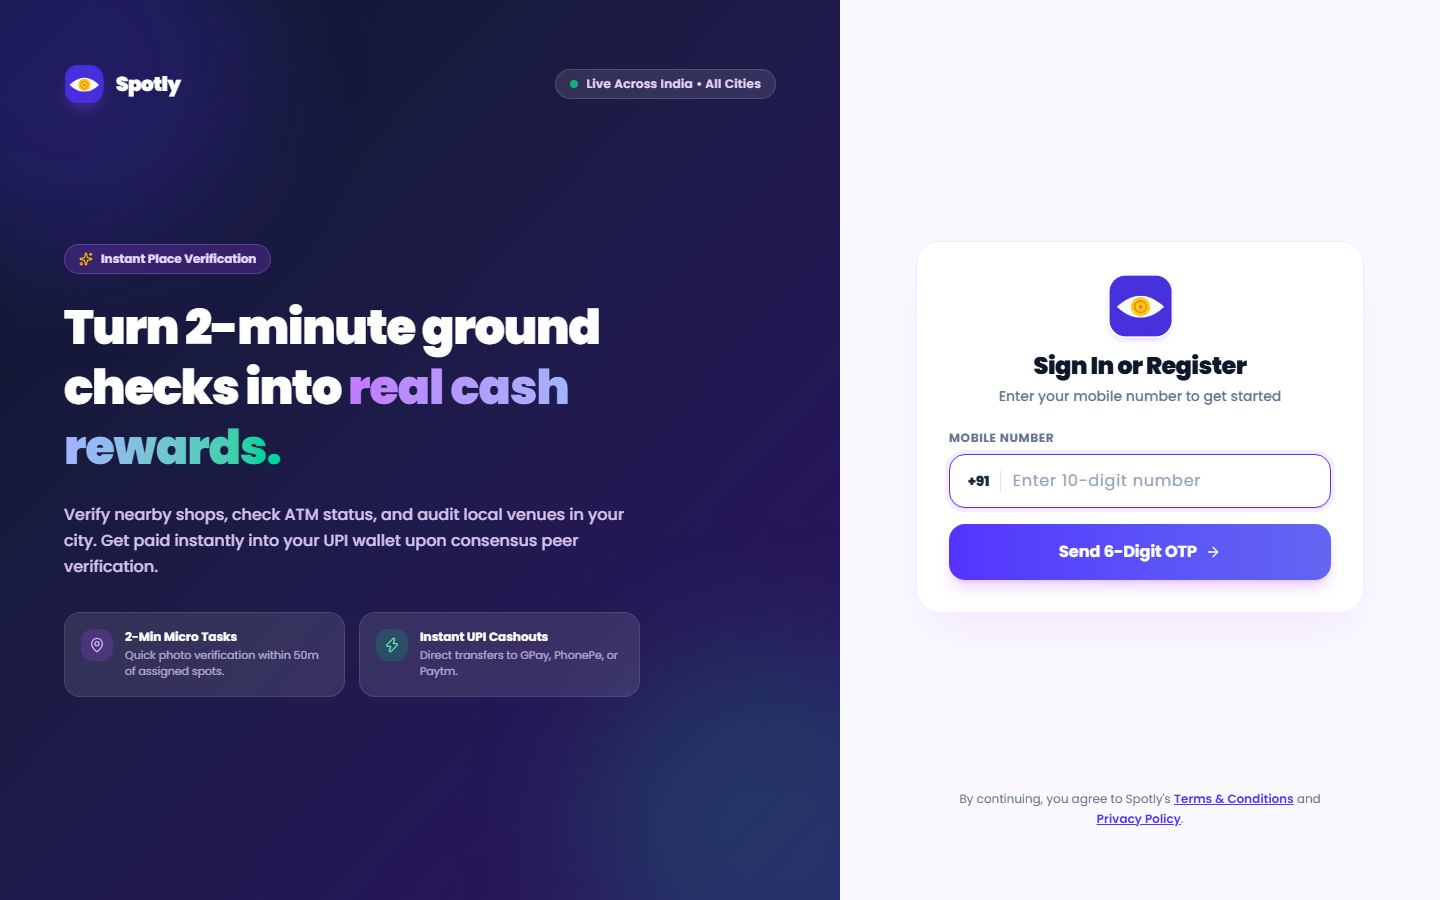 Spotly
Live Across India • All Cities
Instant Place Verification
Turn 2-minute ground
checks into real cash
rewards.
Verify nearby shops, check ATM status, and audit local venues in your
city. Get paid instantly into your UPI wallet upon consensus peer
verification.
2-Min Micro Tasks
Quick photo verification within 50m
of assigned spots.
Instant UPI Cashouts
Direct transfers to GPay, PhonePe, or
Paytm.
Sign In or Register
Enter your mobile number to get started
MOBILE NUMBER
+91 Enter 10-digit number
Send 6-Digit OTP →
By continuing, you agree to Spotly's Terms & Conditions and
Privacy Policy.